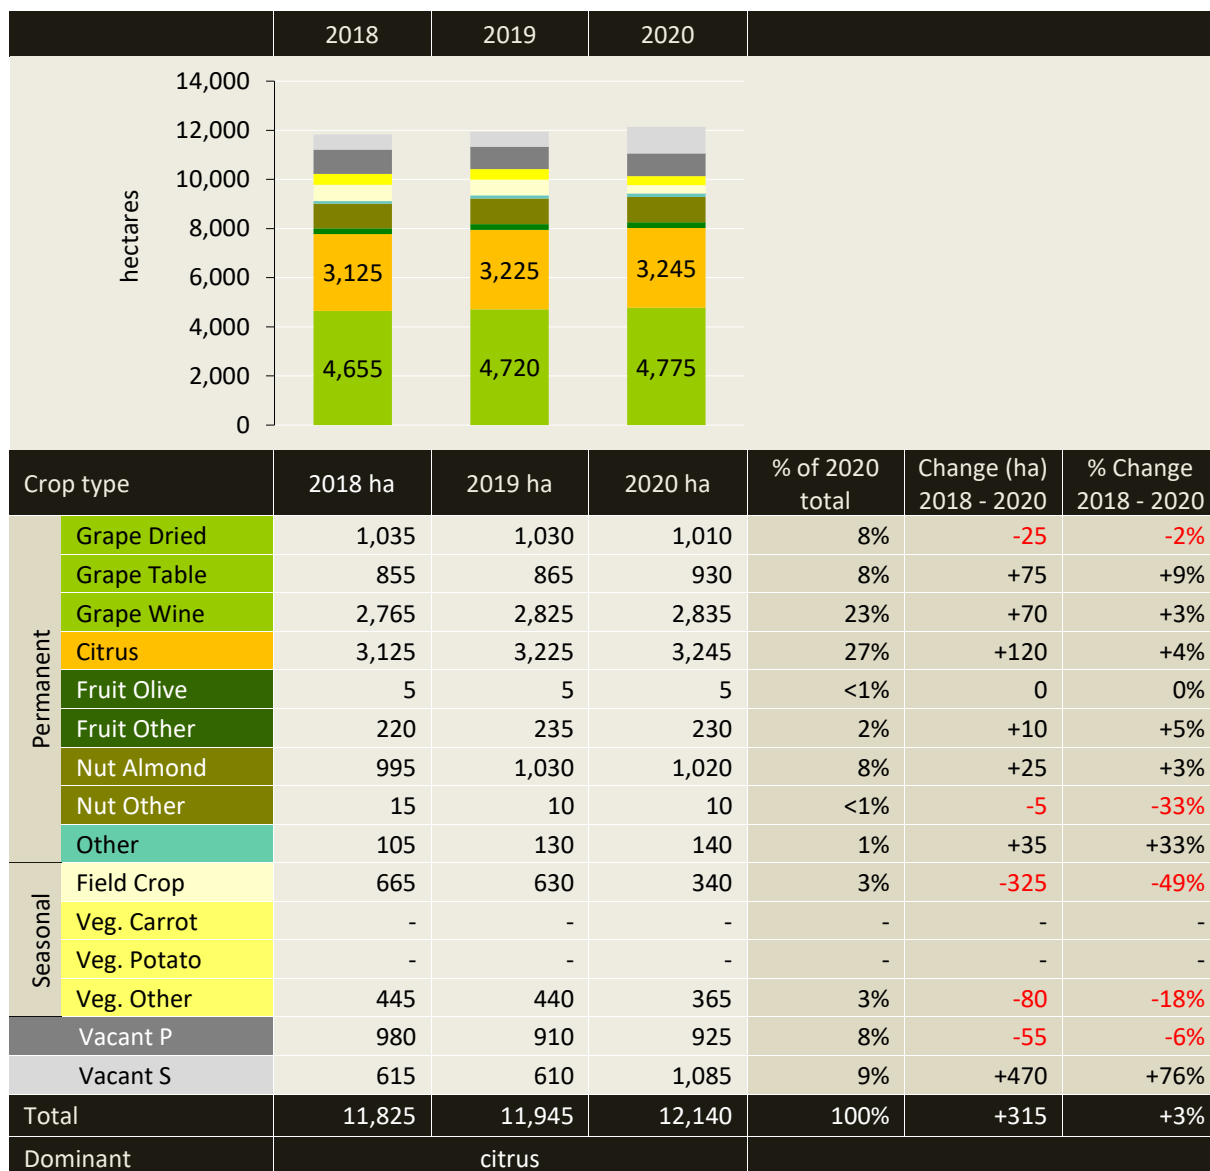 2018 2019 2020
14,000
12,000
10,000
8,000
6,000
4,000
2,000
0
hectares
3,125 3,225 3,245
4,655 4,720 4,775
Crop type 2018 ha 2019 ha 2020 ha % of 2020 total Change (ha) 2018 - 2020 % Change 2018 - 2020
Permanent
Grape Dried 1,035 1,030 1,010 8% -25 -2%
Grape Table 855 865 930 8% +75 +9%
Grape Wine 2,765 2,825 2,835 23% +70 +3%
Citrus 3,125 3,225 3,245 27% +120 +4%
Fruit Olive 5 5 5 <1% 0 0%
Fruit Other 220 235 230 2% +10 +5%
Nut Almond 995 1,030 1,020 8% +25 +3%
Nut Other 15 10 10 <1% -5 -33%
Other 105 130 140 1% +35 +33%
Seasonal
Field Crop 665 630 340 3% -325 -49%
Veg. Carrot - - - - - -
Veg. Potato - - - - - -
Veg. Other 445 440 365 3% -80 -18%
Vacant P 980 910 925 8% -55 -6%
Vacant S 615 610 1,085 9% +470 +76%
Total 11,825 11,945 12,140 100% +315 +3%
Dominant citrus